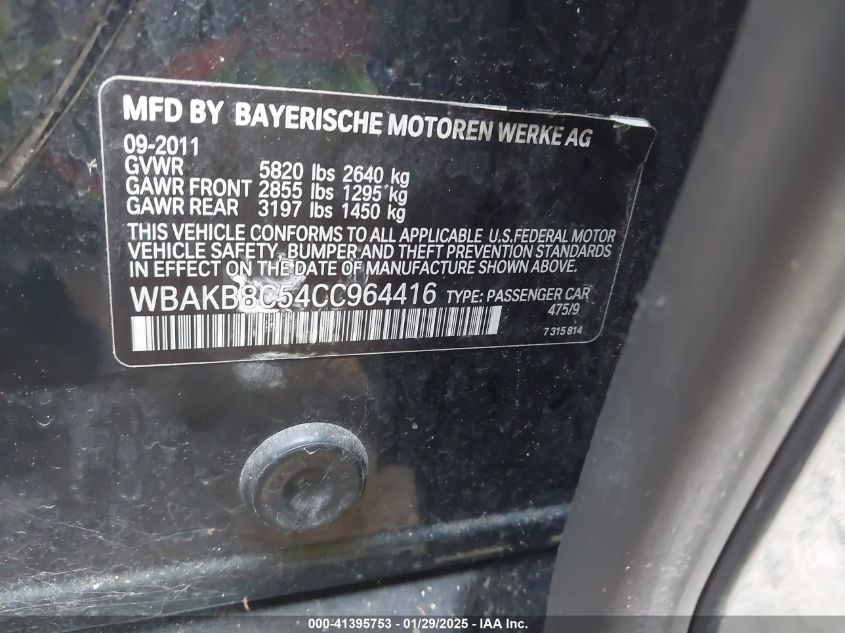 MFD BY BAYERISCHE MOTOREN WERKE AG
09-2011
GVWR 5820 lbs 2640 kg
GAWR FRONT 2855 lbs 1295 kg
GAWR REAR 3197 lbs 1450 kg
THIS VEHICLE CONFORMS TO ALL APPLICABLE U.S.FEDERAL MOTOR
VEHICLE SAFETY, BUMPER AND THEFT PREVENTION STANDARDS
IN EFFECT ON THE DATE OF MANUFACTURE SHOWN ABOVE.
WBAKB8C54CC964416 TYPE: PASSENGER CAR
475/9
7 315 814
000-41395753 / 01/29/2025 - IAA Inc.